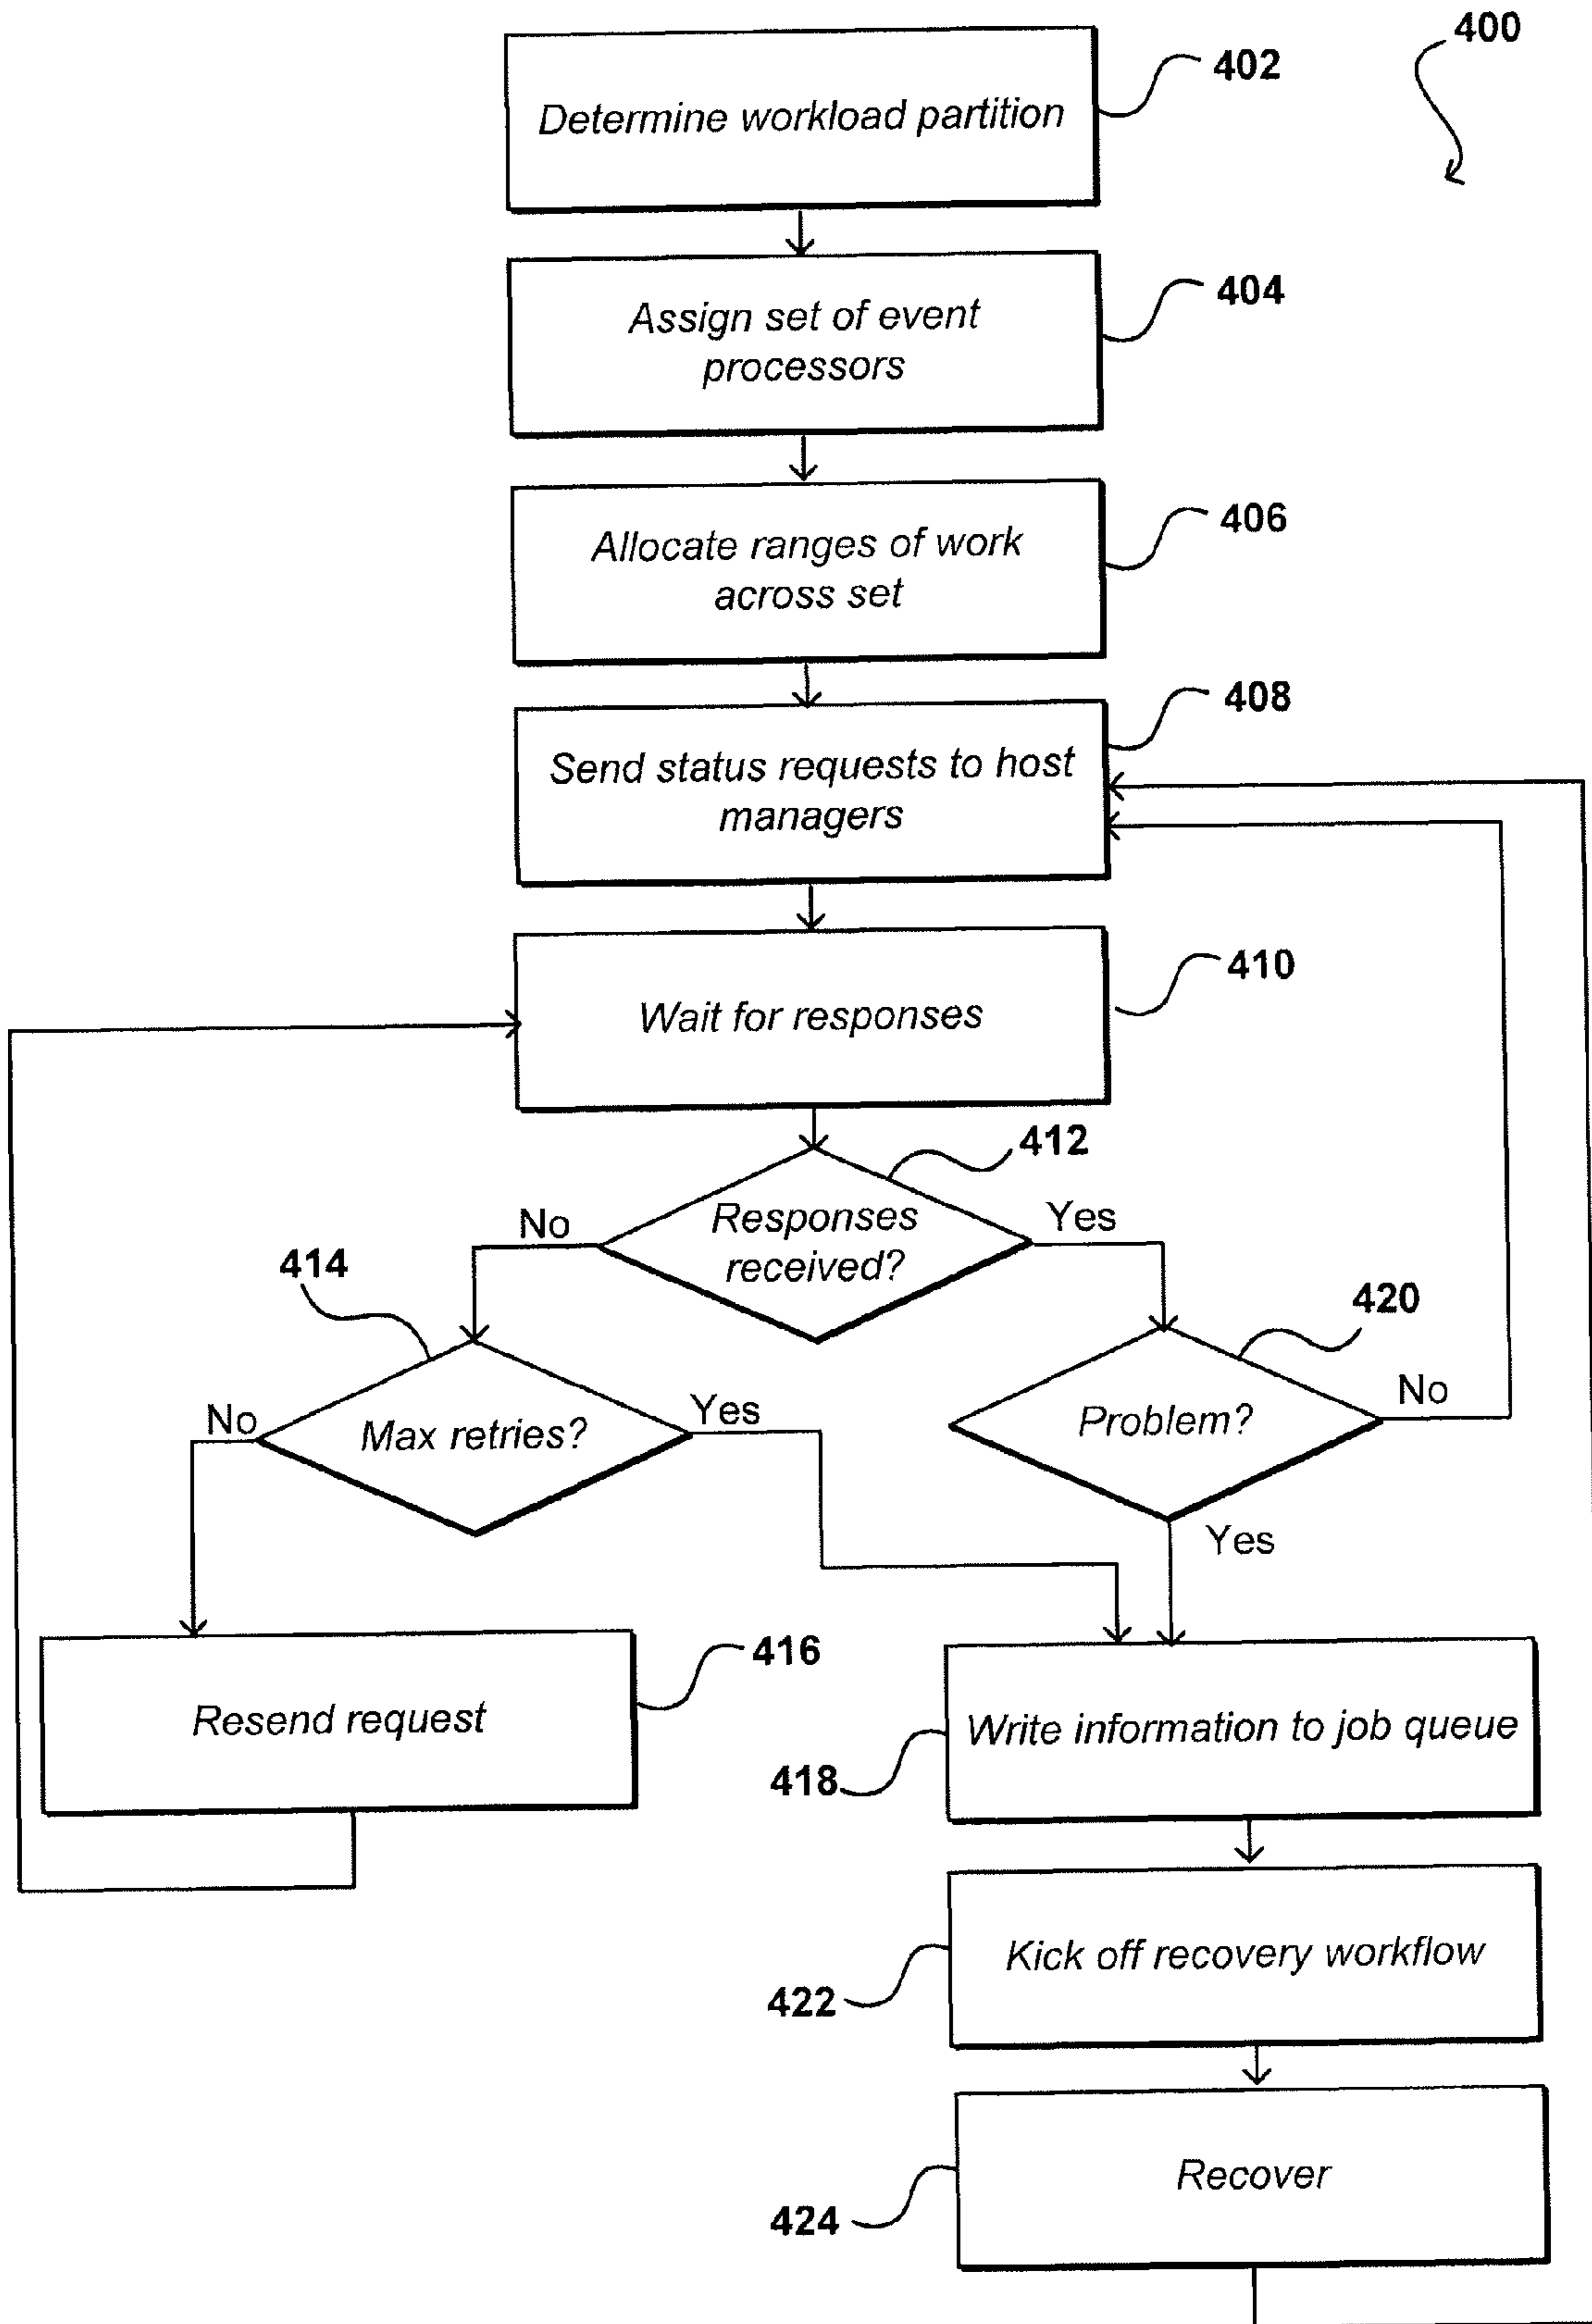 400
402
Determine workload partition
404
Assign set of event
processors
406
Allocate ranges of work
across set
408
Send status requests to host
managers
410
Wait for responses
412
No
Responses
received?
Yes
414
420
No
Max retries?
Yes
Problem?
No
Yes
416
Resend request
Write information to job queue
418
Kick off recovery workflow
422
Recover
424